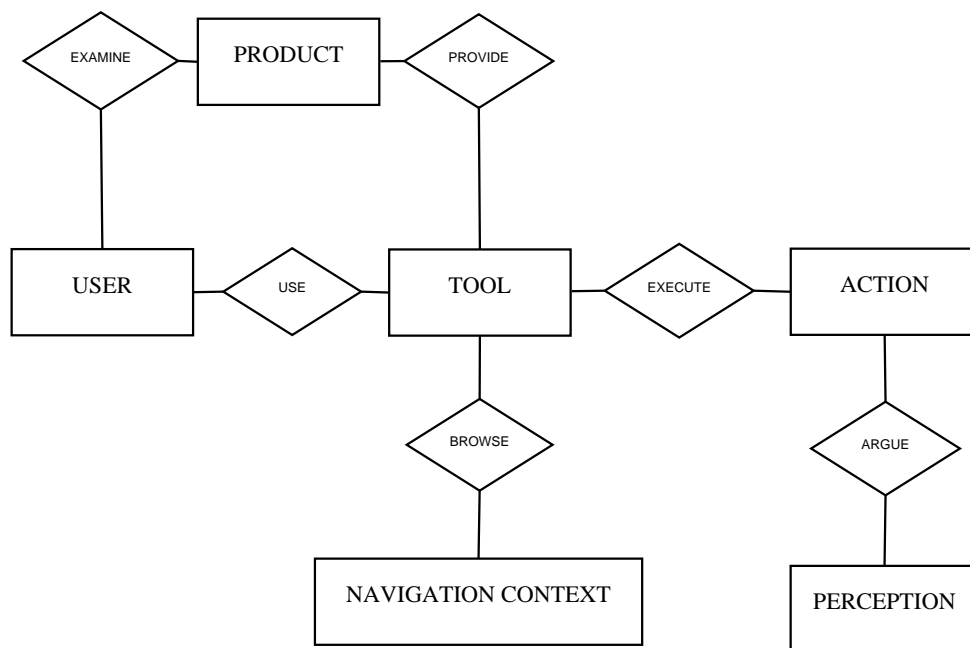 EXAMINE
PRODUCT
PROVIDE
USER
USE
TOOL
EXECUTE
ACTION
BROWSE
ARGUE
NAVIGATION CONTEXT
PERCEPTION